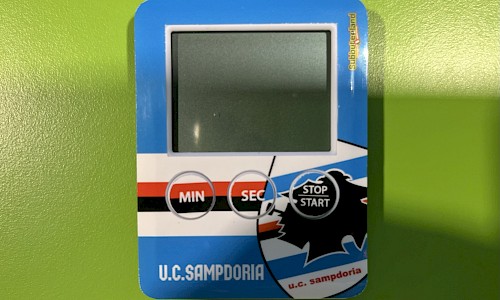 MIN
SEC
STOP
START
U.C.SAMPDORIA
u.c. sampdoria